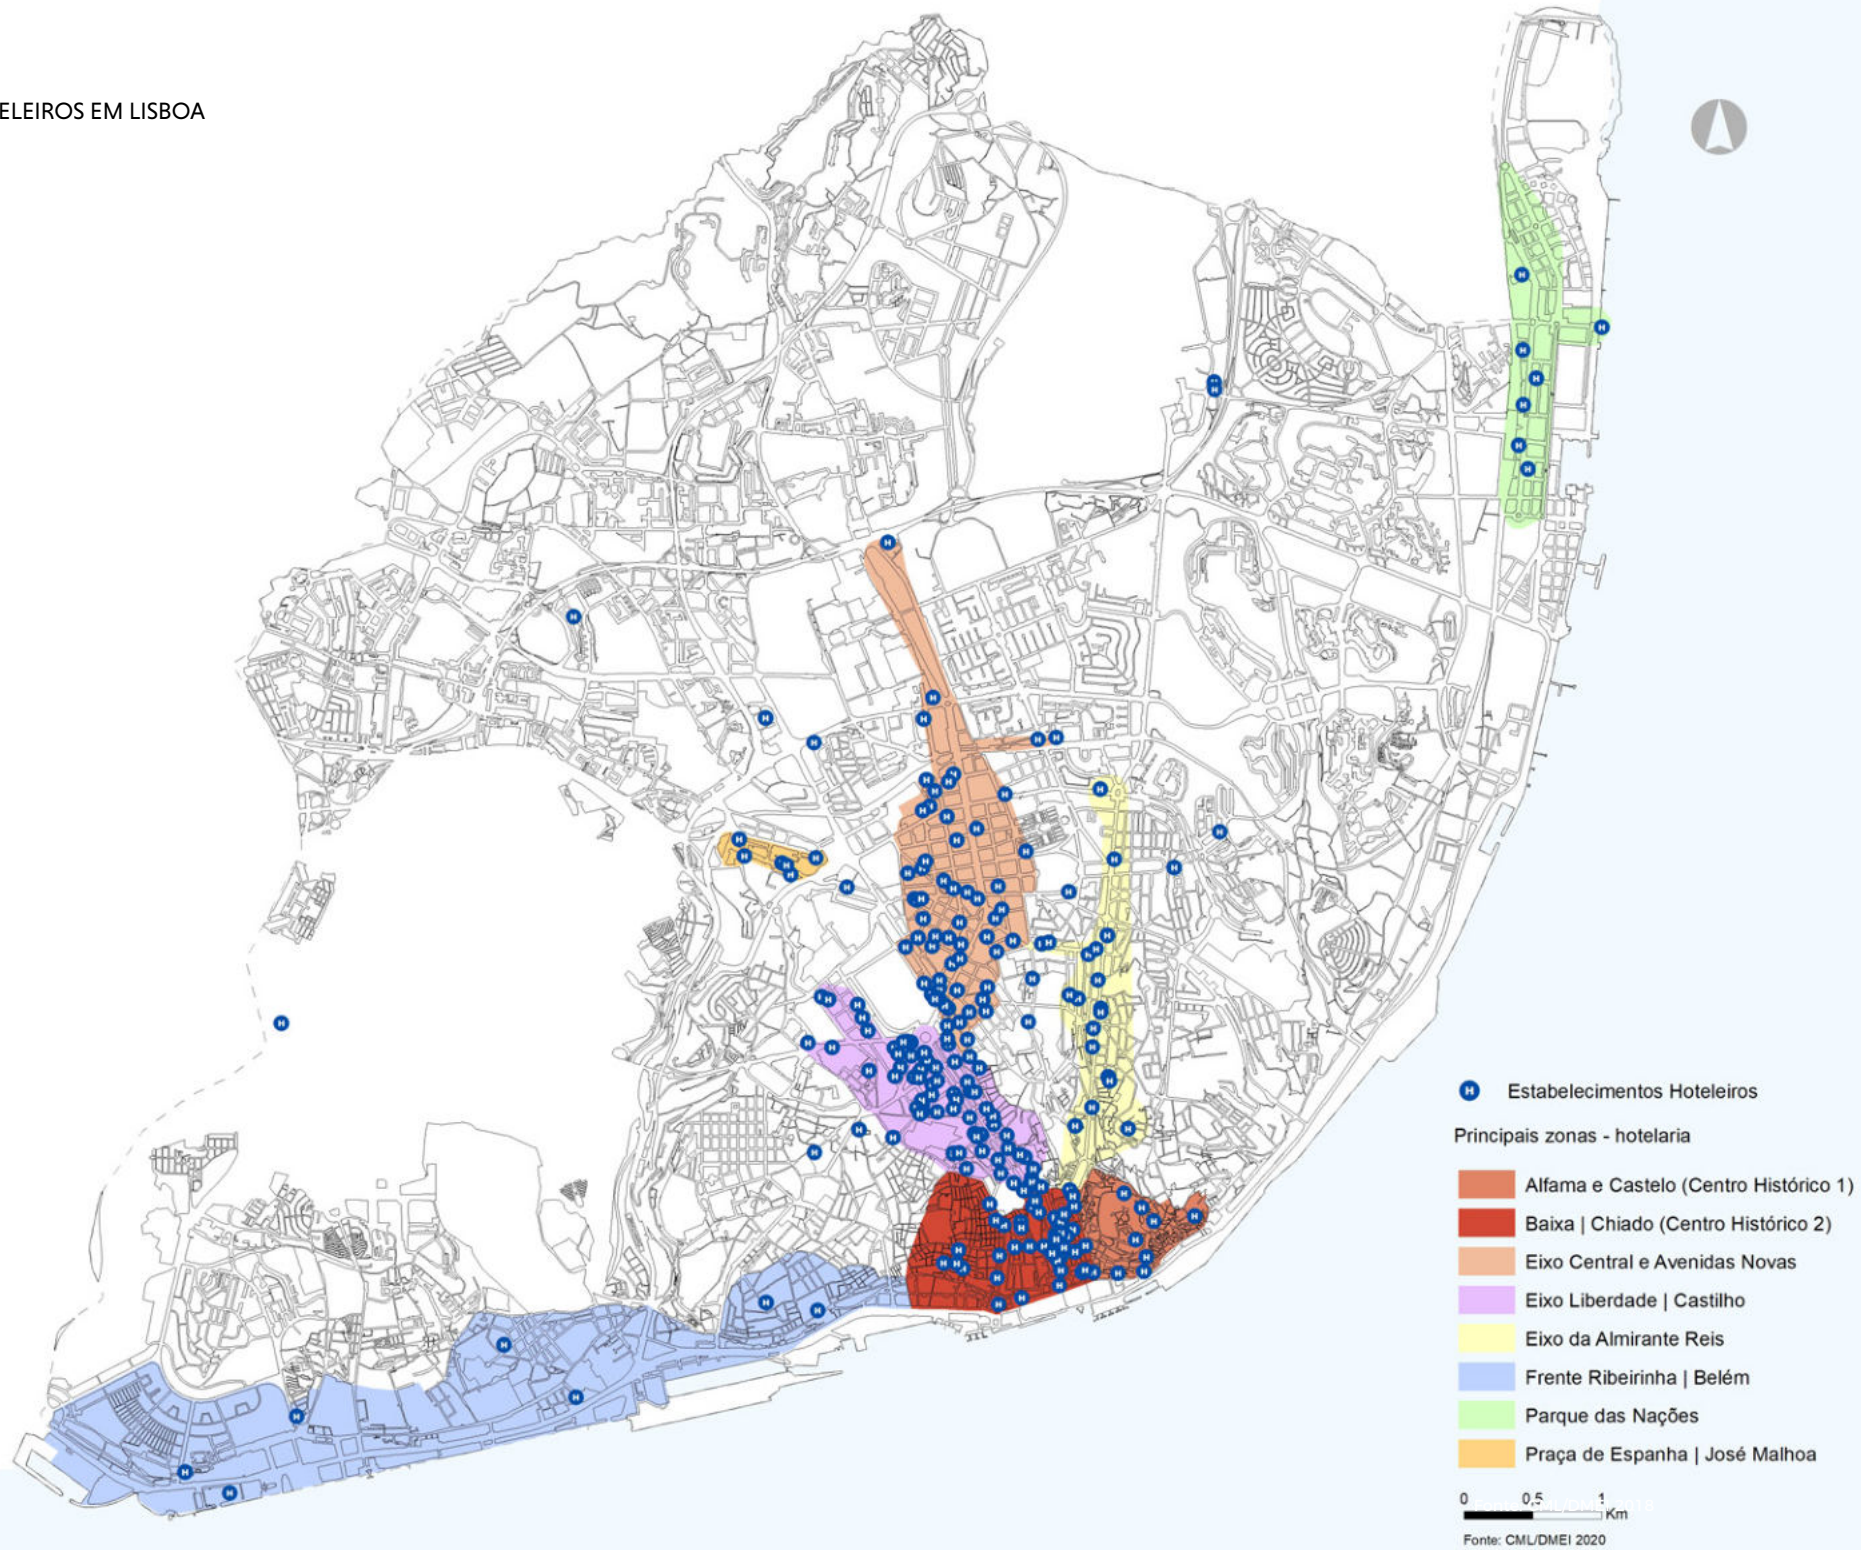 ELEIROS EM LISBOA
H Estabelecimentos Hoteleiros
Principais zonas - hotelaria
Alfama e Castelo (Centro Histórico 1)
Baixa | Chiado (Centro Histórico 2)
Eixo Central e Avenidas Novas
Eixo Liberdade | Castilho
Eixo da Almirante Reis
Frente Ribeirinha | Belém
Parque das Nações
Praça de Espanha | José Malhoa
0 0,5 1
Km
Fonte: CML/DMEI 2020